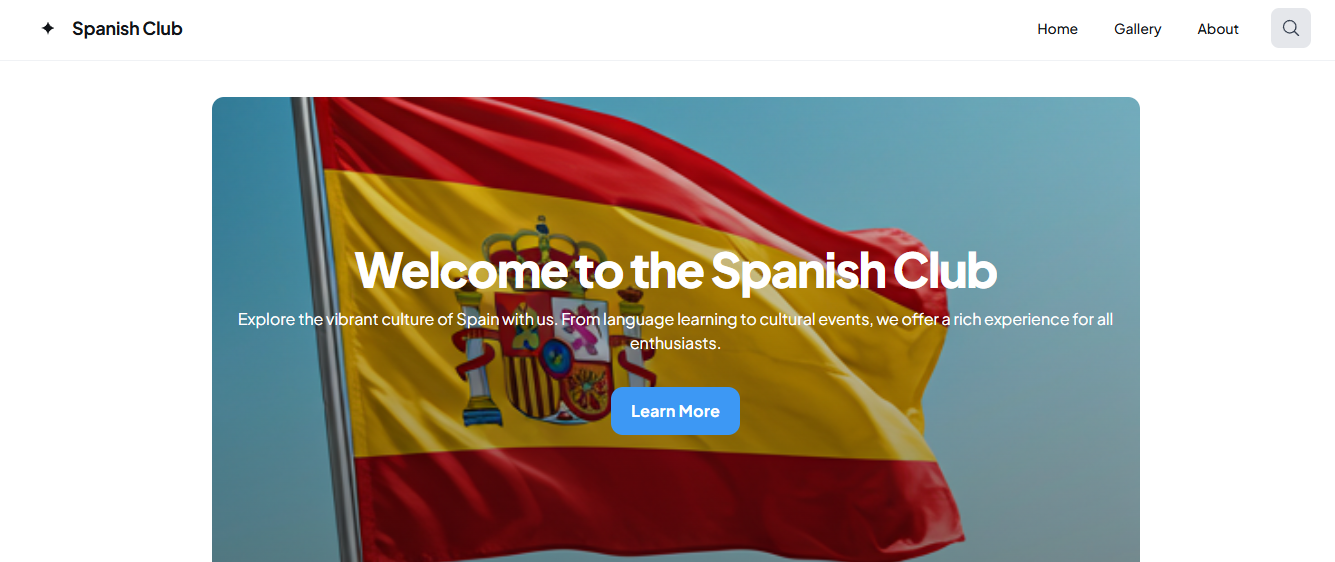 Spanish Club
Home
Gallery
About
Welcome to the Spanish Club
Explore the vibrant culture of Spain with us. From language learning to cultural events, we offer a rich experience for all
enthusiasts.
Learn More